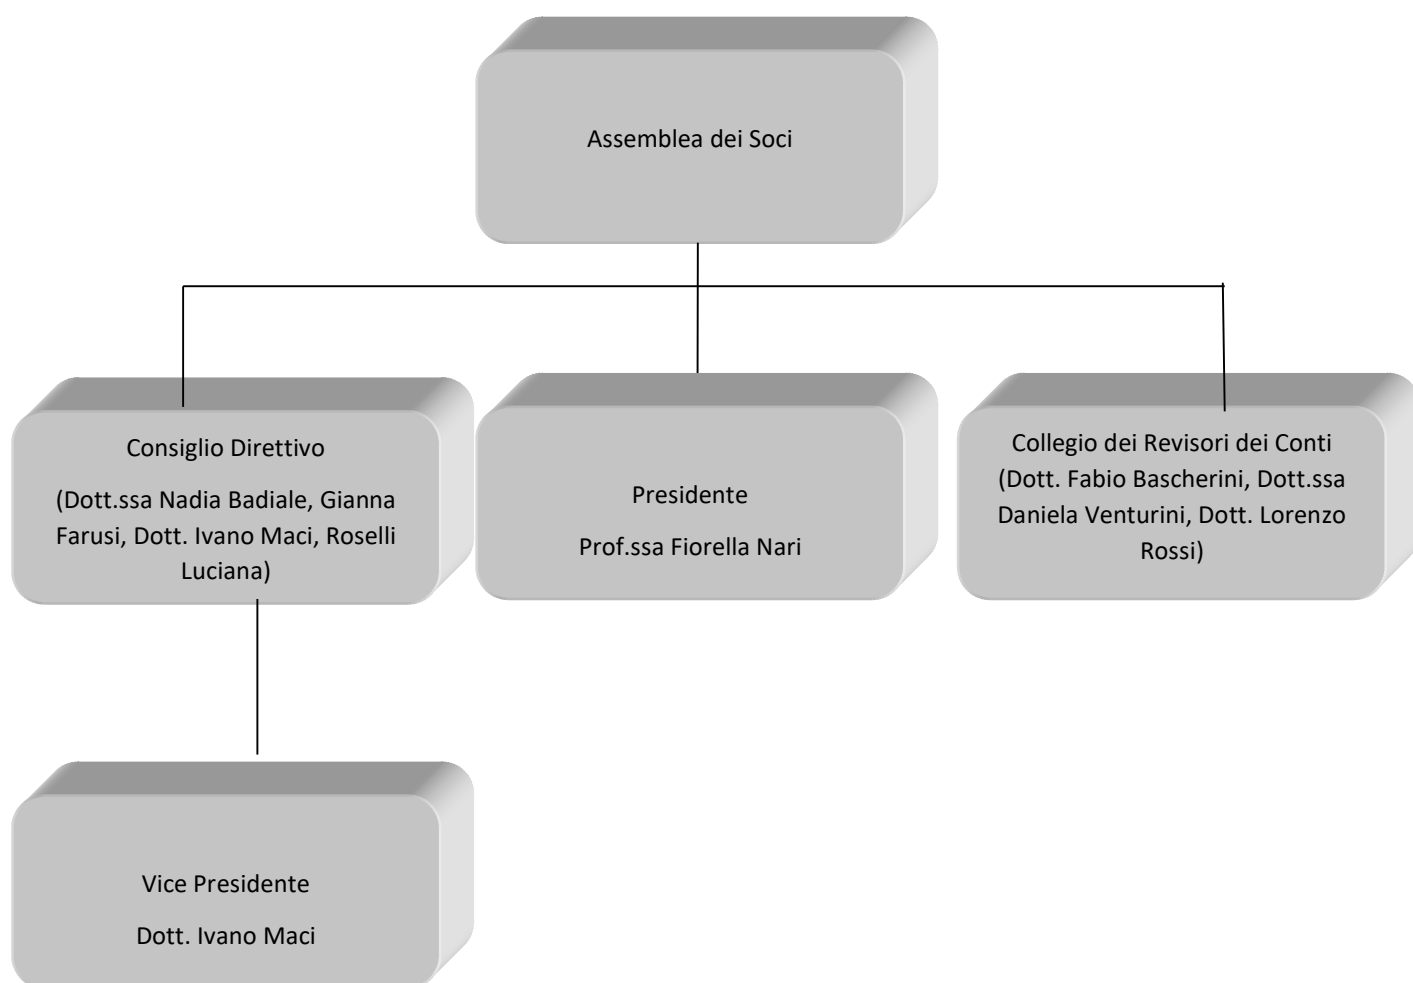 Assemblea dei Soci
Consiglio Direttivo
(Dott.ssa Nadia Badiale, Gianna
Farusi, Dott. Ivano Maci, Roselli
Luciana)
Presidente
Prof.ssa Fiorella Nari
Collegio dei Revisori dei Conti
(Dott. Fabio Bascherini, Dott.ssa
Daniela Venturini, Dott. Lorenzo
Rossi)
Vice Presidente
Dott. Ivano Maci